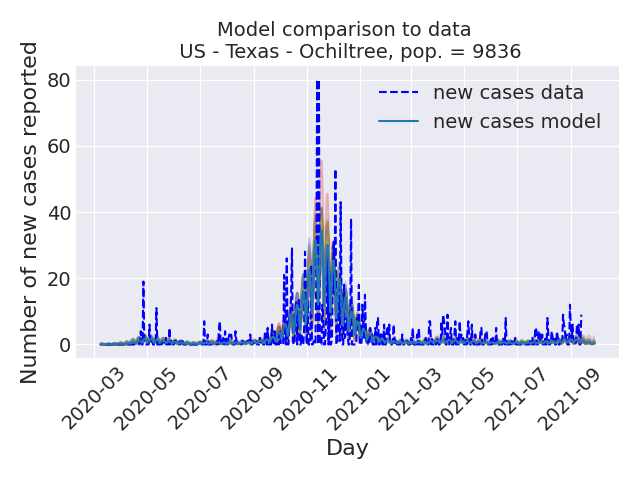 Model comparison to data
US - Texas - Ochiltree, pop. = 9836
Number of new cases reported
80
60
40
20
0
new cases data
new cases model
2020-03
2020-05
2020-07
2020-09
2020-11
2021-01
2021-03
2021-05
2021-07
2021-09
Day